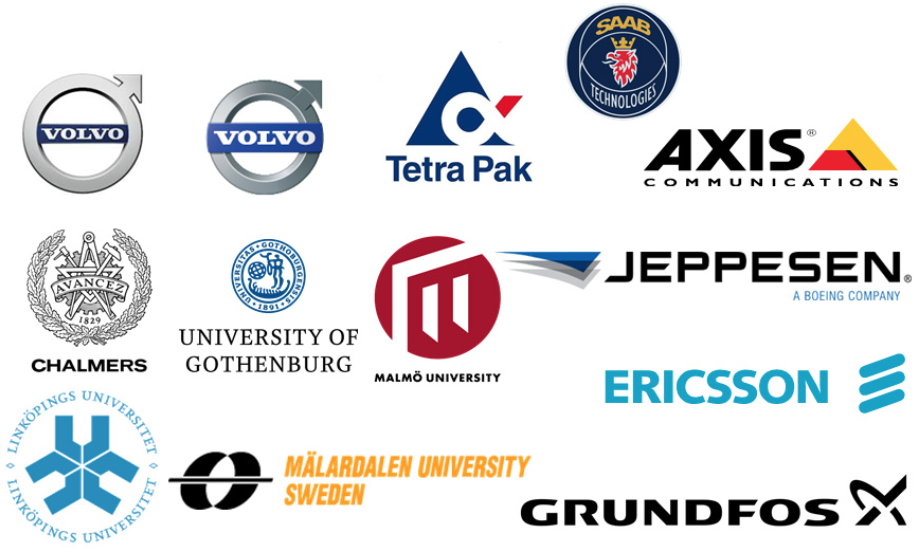 SAAB
TECHNOLOGIES
VOLVO
VOLVO
Tetra Pak
AXIS®
COMMUNICATIONS
AVANCEZ
1829
CHALMERS
UNIVERSITAS • GOTHOBURGENSIS
• 1891 •
UNIVERSITY OF
GOTHENBURG
MALMÖ UNIVERSITY
JEPPESEN®
A BOEING COMPANY
ERICSSON
LINKÖPINGS UNIVERSITET
LINKÖPINGS UNIVERSITET
MÄLARDALEN UNIVERSITY
SWEDEN
GRUNDFOS